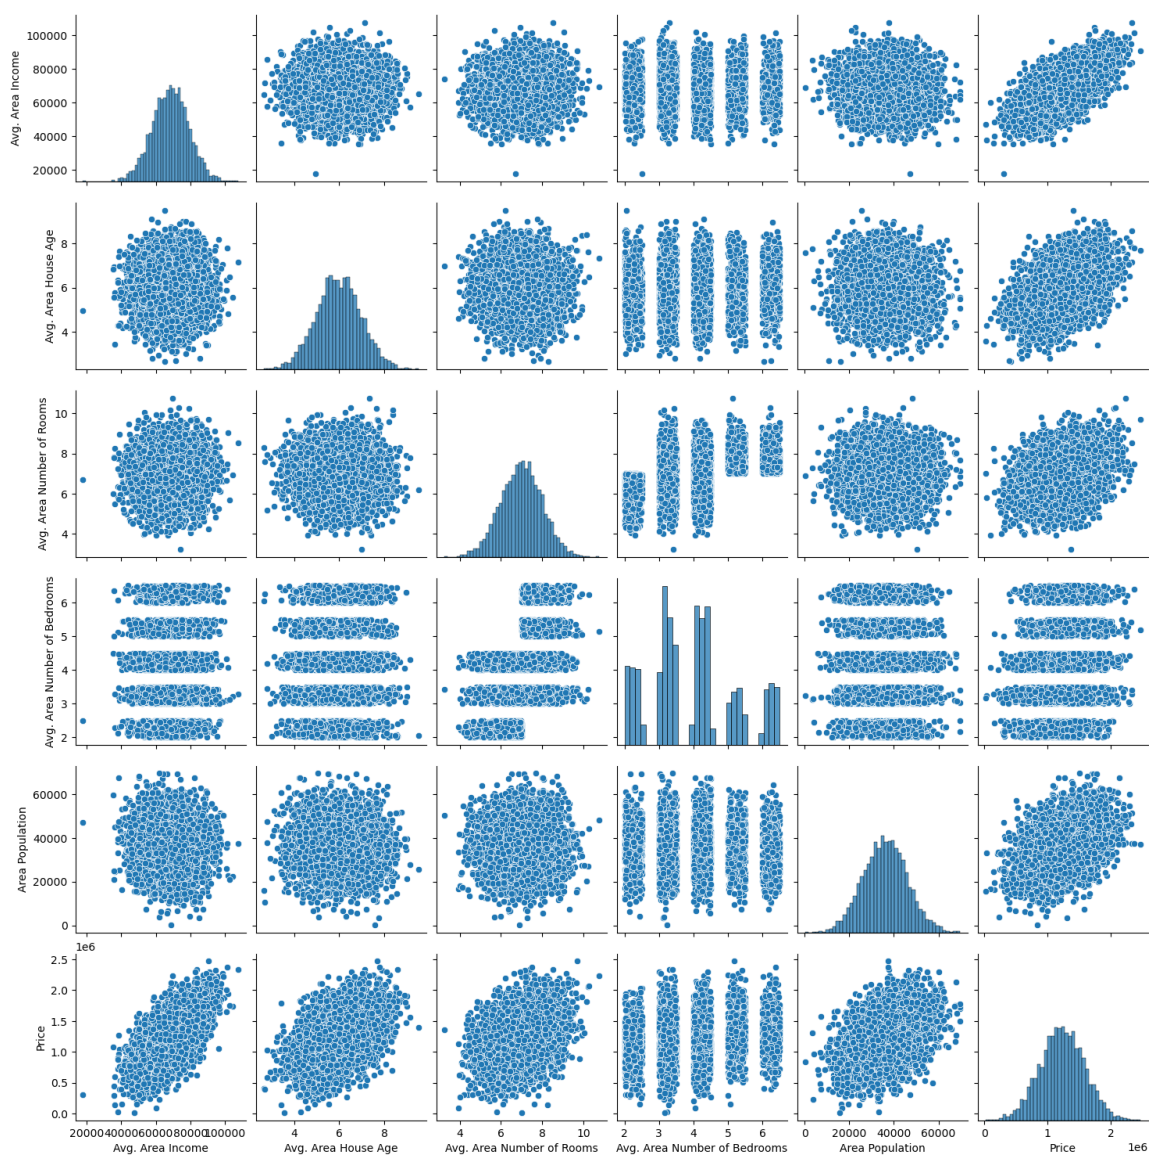 100000
80000
60000
40000
20000
Avg. Area Income
8
6
4
Avg. Area House Age
10
8
6
4
Avg. Area Number of Rooms
6
5
4
3
2
Avg. Area Number of Bedrooms
60000
40000
20000
0
Area Population
1e6
2.5
2.0
1.5
1.0
0.5
0.0
Price
20000 40000 60000 80000 100000
4 6 8
4 6 8 10
2 3 4 5 6
0 20000 40000 60000
0 1 2
1e6
Avg. Area Income
Avg. Area House Age
Avg. Area Number of Rooms
Avg. Area Number of Bedrooms
Area Population
Price